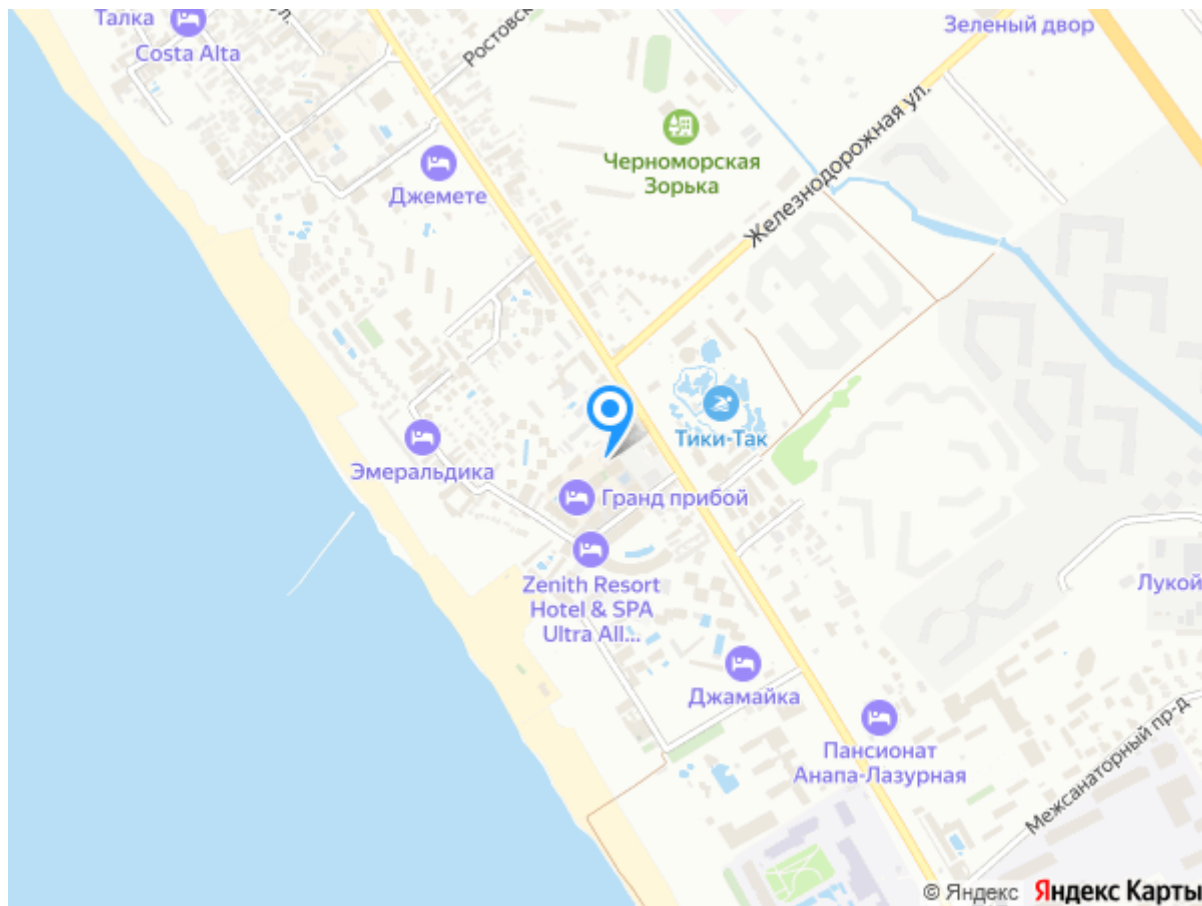 Талка
ул.
Costa Alta
Ростовск
Зеленый двор
Железнодорожная ул.
Черноморская
Зорька
Джемете
Тики-Так
Эмеральдика
Гранд прибой
Zenith Resort
Hotel & SPA
Ultra All...
Лукой
Джамайка
Пансионат
Анапа-Лазурная
Межсанаторный пр-д
© Яндекс Яндекс Карты